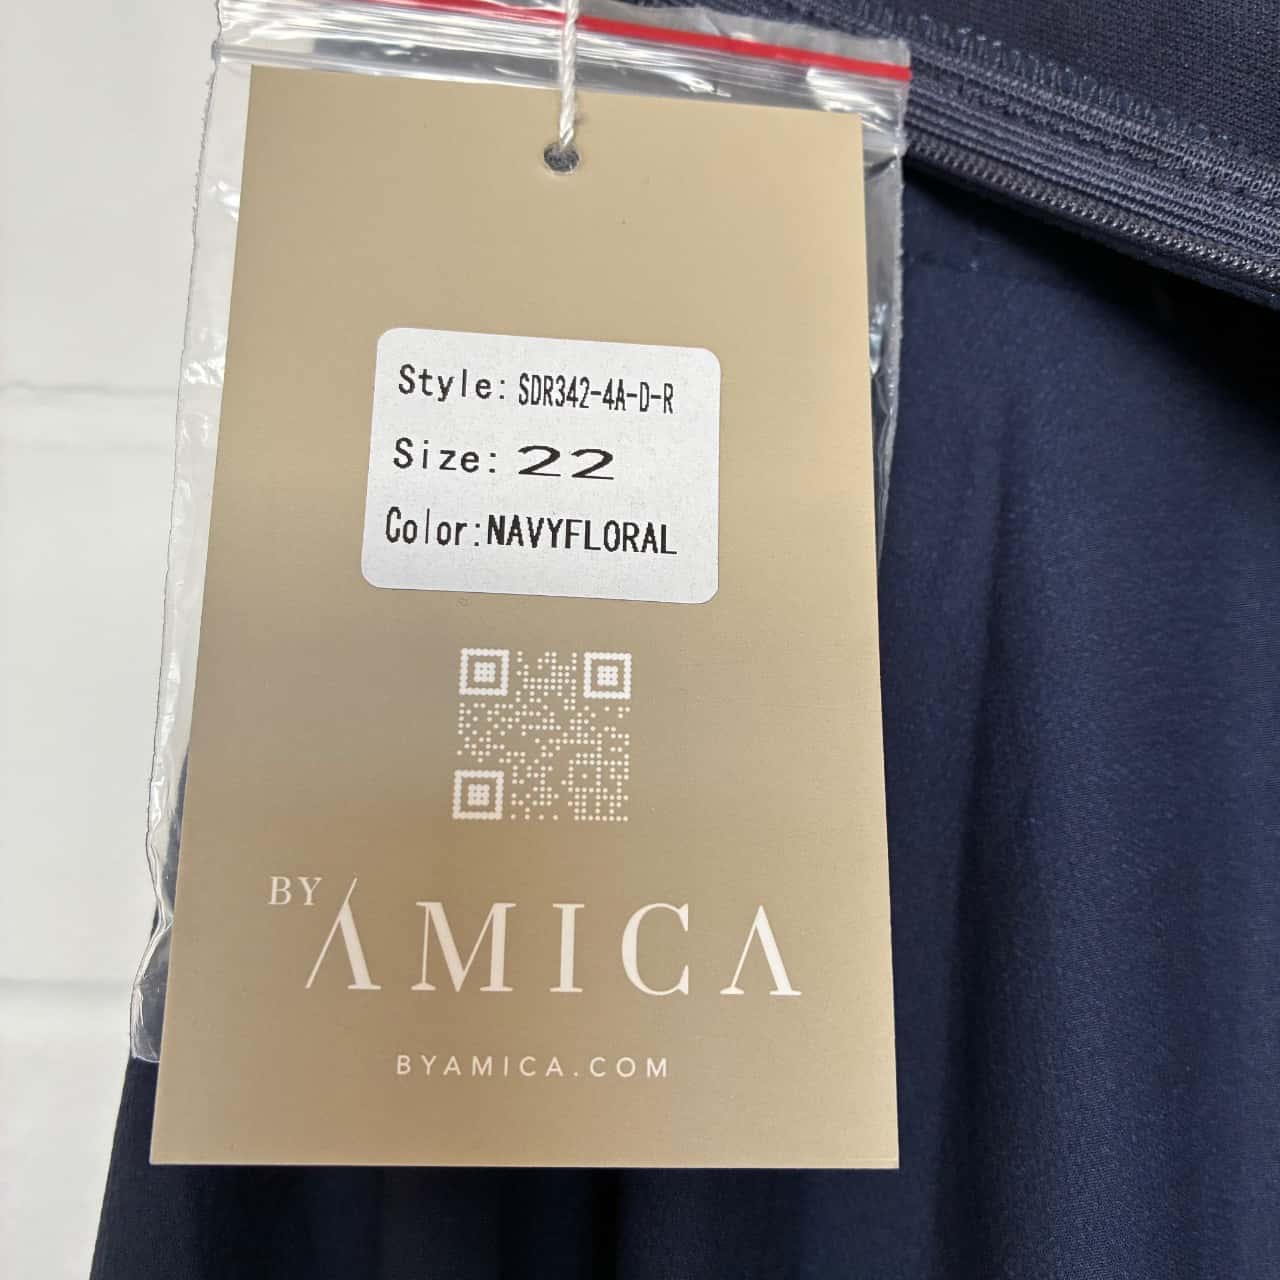 Style: SDR342-4A-D-R
Size: 22
Color:NAVYFLORAL
BY AMICA
BYAMICA.COM